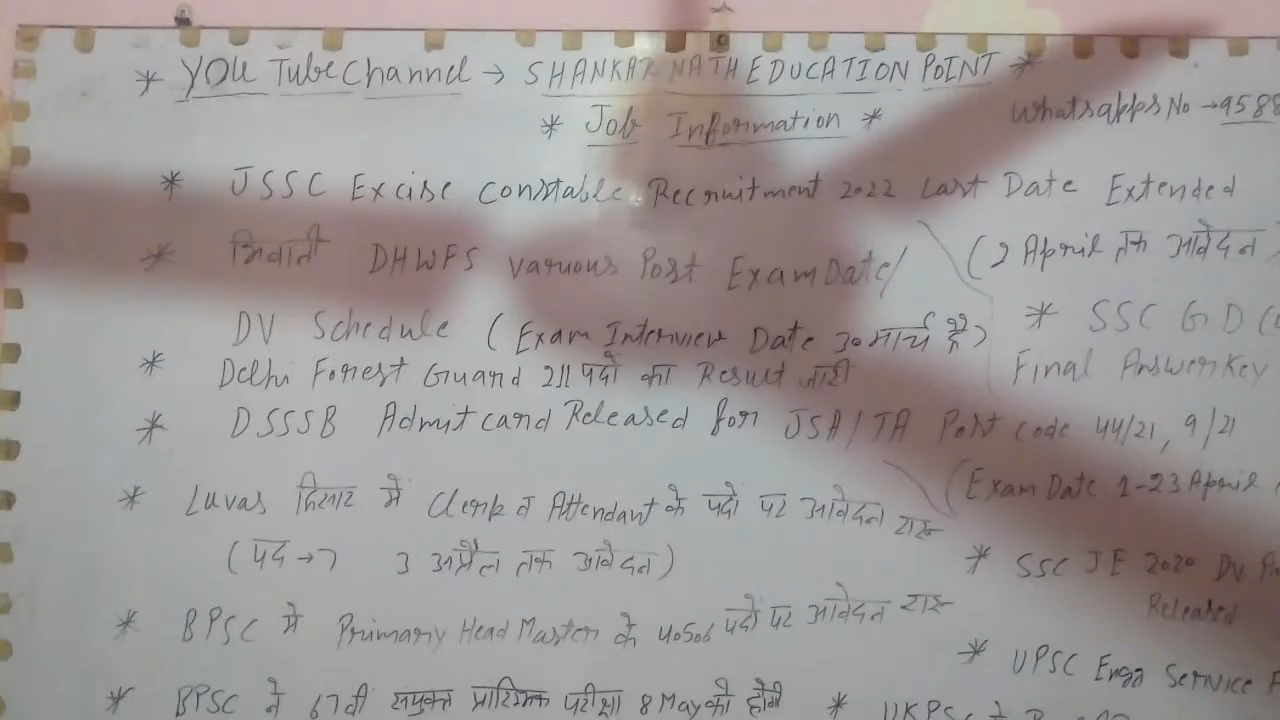 * YOU Tube Channel → SHANKAR NATH EDUCATION POINT *
* Job Information *
Whatsapps No → 9588
* JSSC Excise Constable Recruitment 2022 Last Date Extended
(2 April तक आवेदन
* भिवानी DHWFS various Post Exam Date/
DV Schedule (Exam Interview Date 30 मार्च है)
* SSC GD
Final Answer Key
* Delhi Forest Guard 211 पदो का Result जारी
* DSSSB Admit card Released for JSA/TA Post code 44/21, 9/21
(Exam Date 1-23 April
* Luvas हिसार मे Clerk व Attendant के पदो पर आवेदन शुरू
(पद → 7 3 अप्रैल तक आवेदन)
* SSC JE 2020 DV
Released
* BPSC मे Primary Head Master के 40506 पदो पर आवेदन शुरू
* UPSC Engg Service
* BPSC ने 67वी संयुक्त प्रारम्भिक परीक्षा 8 May को होगी
* UKPSC